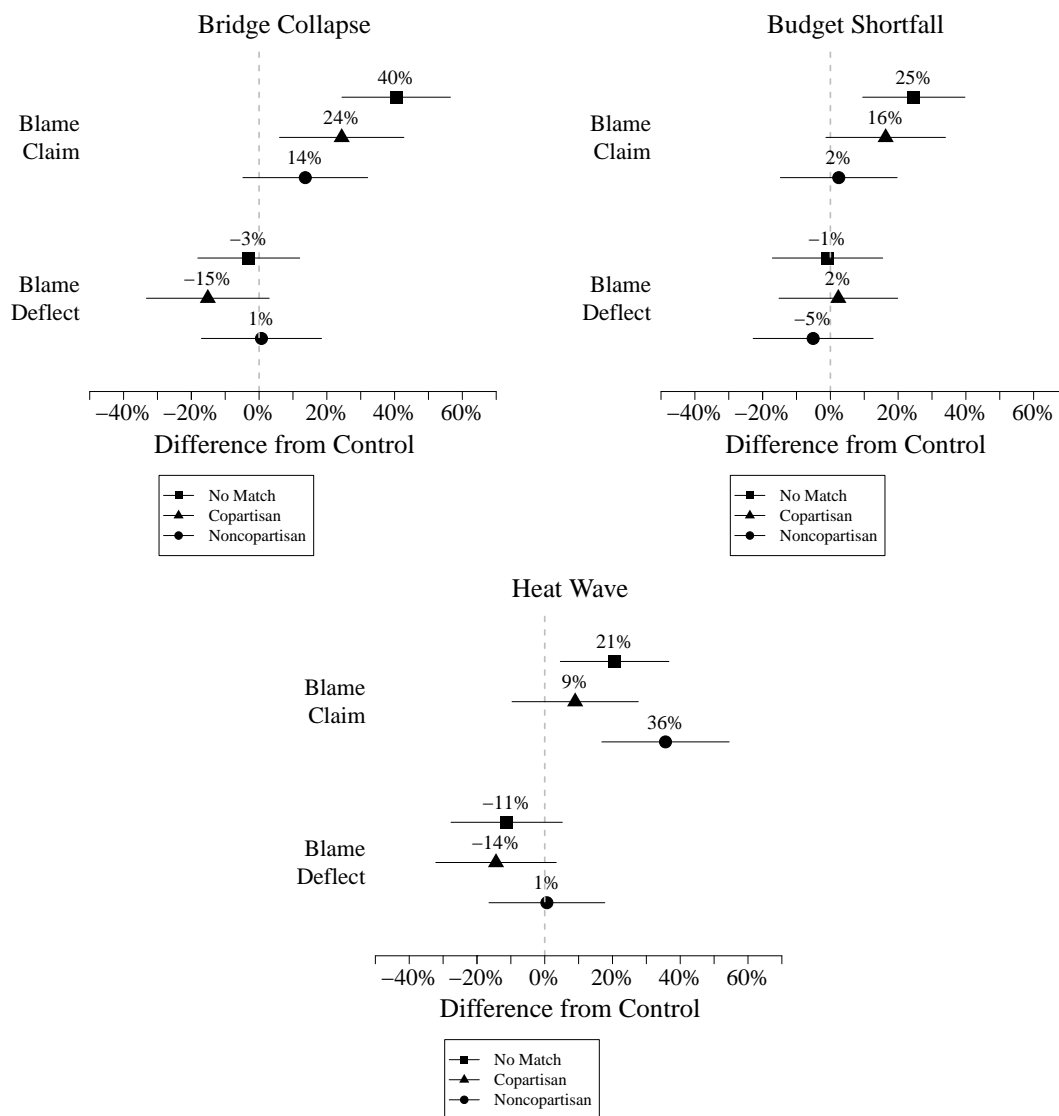 Bridge Collapse
40%
24%
Blame
Claim
14%
−3%
−15%
Blame
Deflect
1%
−40%
−20%
0%
20%
40%
60%
Difference from Control
No Match
Copartisan
Noncopartisan
Budget Shortfall
25%
16%
Blame
Claim
2%
−1%
2%
Blame
Deflect
−5%
−40%
−20%
0%
20%
40%
60%
Difference from Control
No Match
Copartisan
Noncopartisan
Heat Wave
21%
9%
Blame
Claim
36%
−11%
−14%
Blame
Deflect
1%
−40%
−20%
0%
20%
40%
60%
Difference from Control
No Match
Copartisan
Noncopartisan